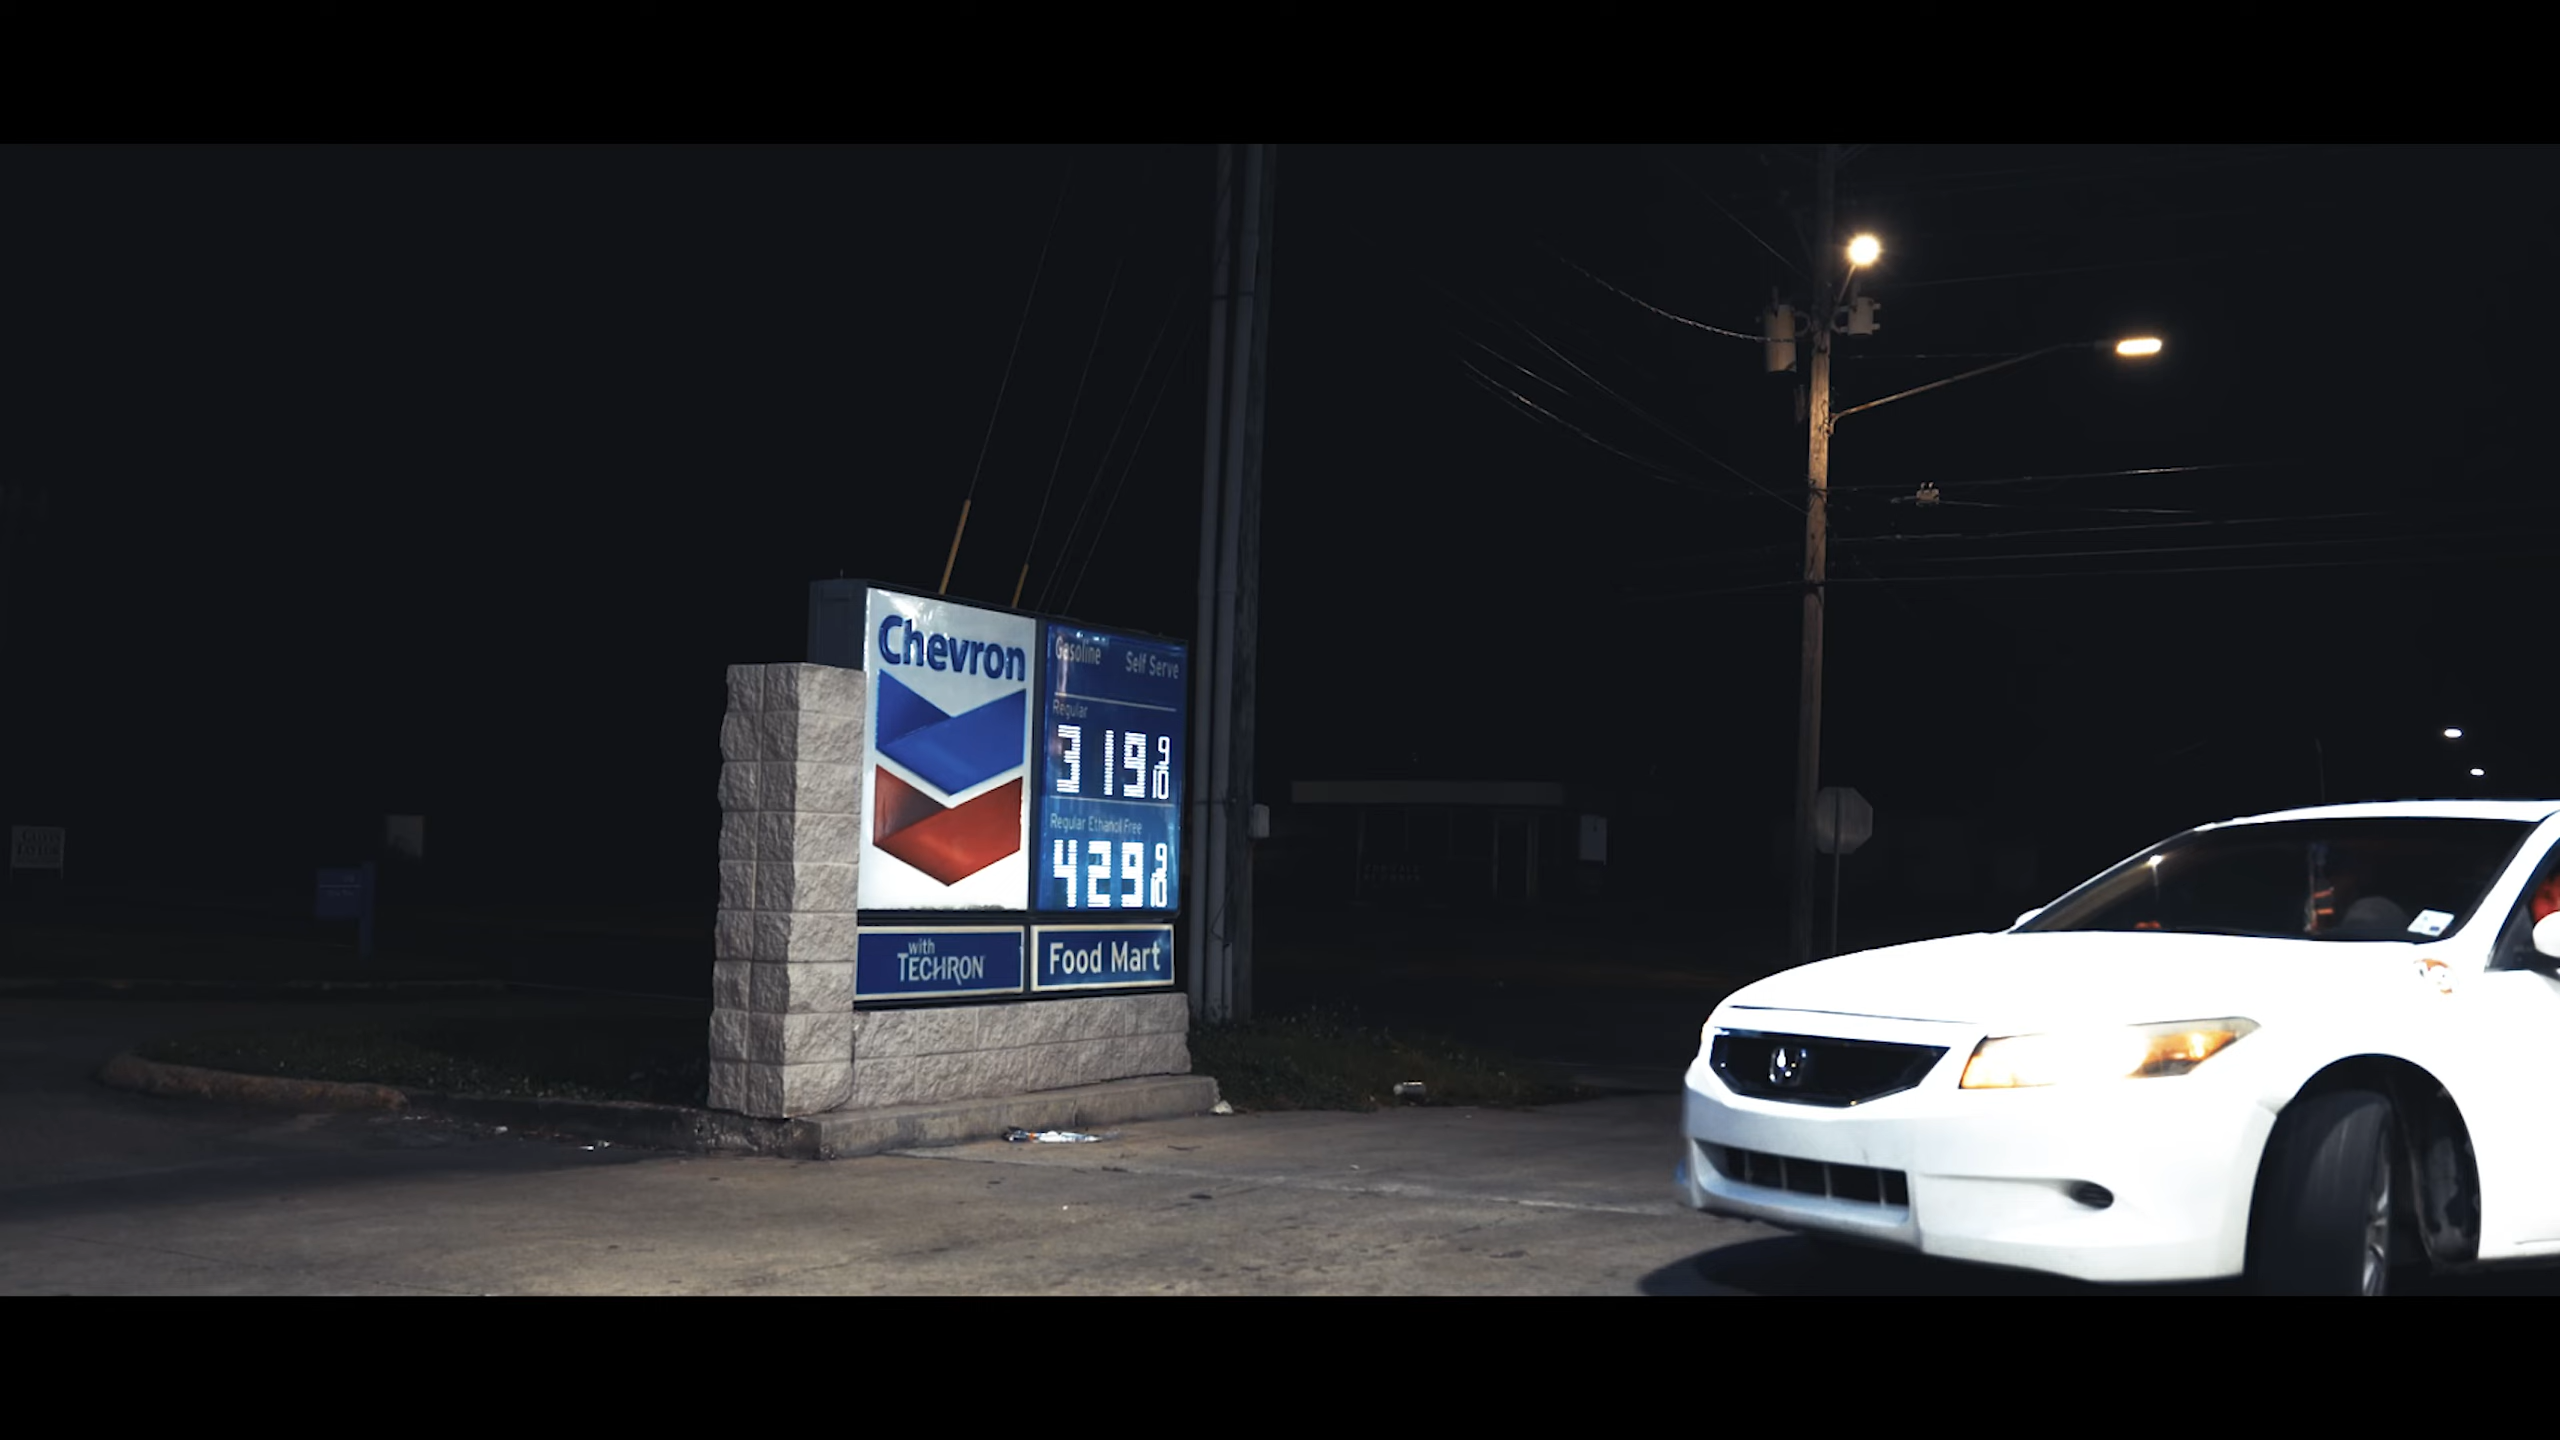 Chevron
Gasoline Self Serve
Regular
3 19 9/10
Regular Ethanol Free
4 29 9/10
with
TECHRON
Food Mart